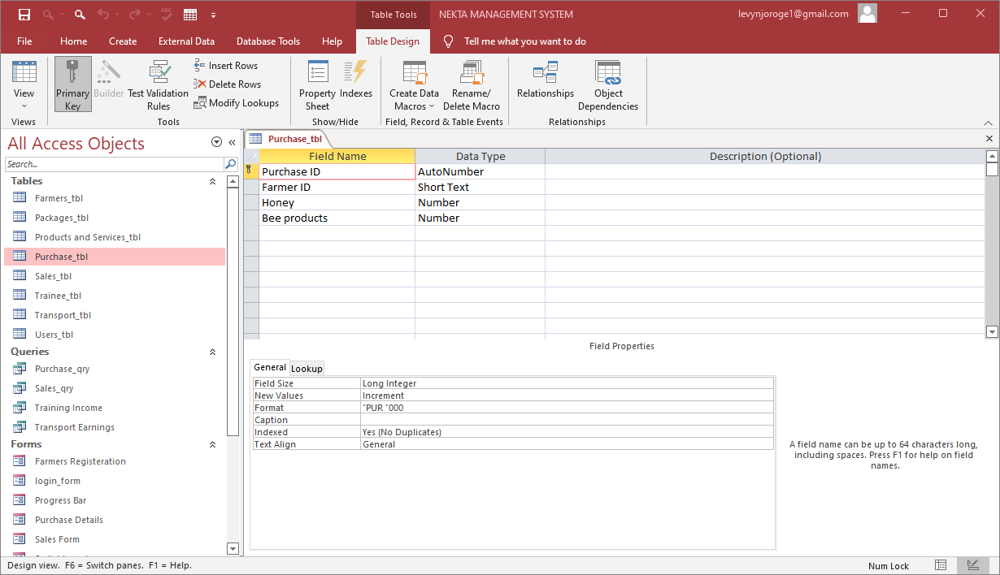 Table Tools
NEKTA MANAGEMENT SYSTEM
levynjoroge1@gmail.com
File
Home
Create
External Data
Database Tools
Help
Table Design
Tell me what you want to do
View
Primary Key
Builder
Test Validation Rules
Insert Rows
Delete Rows
Modify Lookups
Property Sheet
Indexes
Create Data Macros
Rename/ Delete Macro
Relationships
Object Dependencies
Views
Tools
Show/Hide
Field, Record & Table Events
Relationships
All Access Objects
Search...
Tables
Farmers_tbl
Packages_tbl
Products and Services_tbl
Purchase_tbl
Sales_tbl
Trainee_tbl
Transport_tbl
Users_tbl
Queries
Purchase_qry
Sales_qry
Training Income
Transport Earnings
Forms
Farmers Registeration
login_form
Progress Bar
Purchase Details
Sales Form
Purchase_tbl
Field Name Data Type Description (Optional)
Purchase ID AutoNumber
Farmer ID Short Text
Honey Number
Bee products Number
Field Properties
General Lookup
Field Size Long Integer
New Values Increment
Format "PUR "000
Caption
Indexed Yes (No Duplicates)
Text Align General
A field name can be up to 64 characters long,
including spaces. Press F1 for help on field
names.
Design view. F6 = Switch panes. F1 = Help.
Num Lock